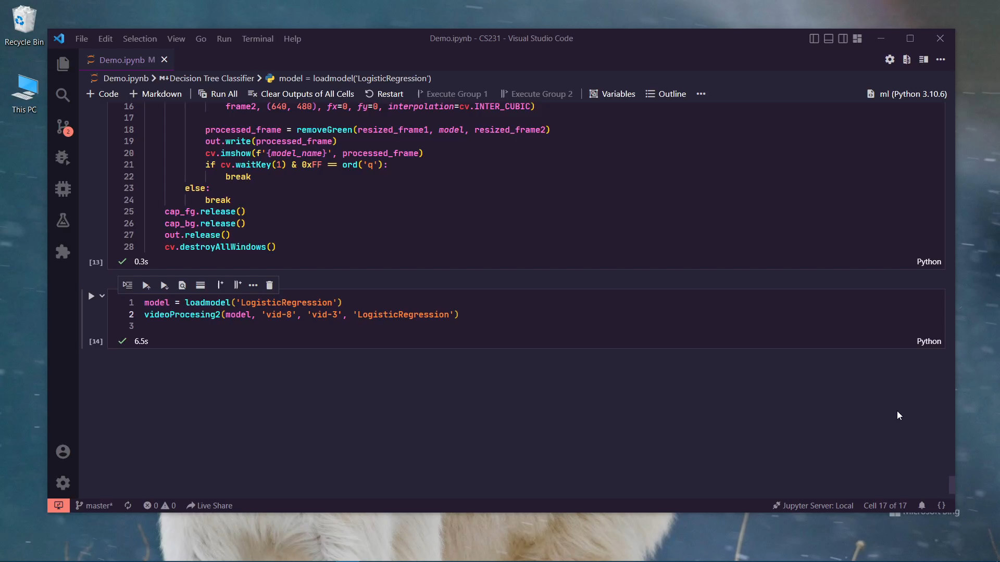 Recycle Bin
This PC
File Edit Selection View Go Run Terminal Help
Demo.ipynb - CS231 - Visual Studio Code
Demo.ipynb M
Demo.ipynb > M↓Decision Tree Classifier > model = loadmodel('LogisticRegression')
+ Code + Markdown | Run All Clear Outputs of All Cells Restart Execute Group 1 Execute Group 2 | Variables Outline ··· ml (Python 3.10.6)
16 frame2, (640, 480), fx=0, fy=0, interpolation=cv.INTER_CUBIC)
17
18 processed_frame = removeGreen(resized_frame1, model, resized_frame2)
19 out.write(processed_frame)
20 cv.imshow(f'{model_name}', processed_frame)
21 if cv.waitKey(1) & 0xFF == ord('q'):
22 break
23 else:
24 break
25 cap_fg.release()
26 cap_bg.release()
27 out.release()
28 cv.destroyAllWindows()
[13] 0.3s Python
1 model = loadmodel('LogisticRegression')
2 videoProcesing2(model, 'vid-8', 'vid-3', 'LogisticRegression')
3
[14] 6.5s Python
2
master* 0 0 Live Share Jupyter Server: Local Cell 17 of 17 {}
Microsoft Bing